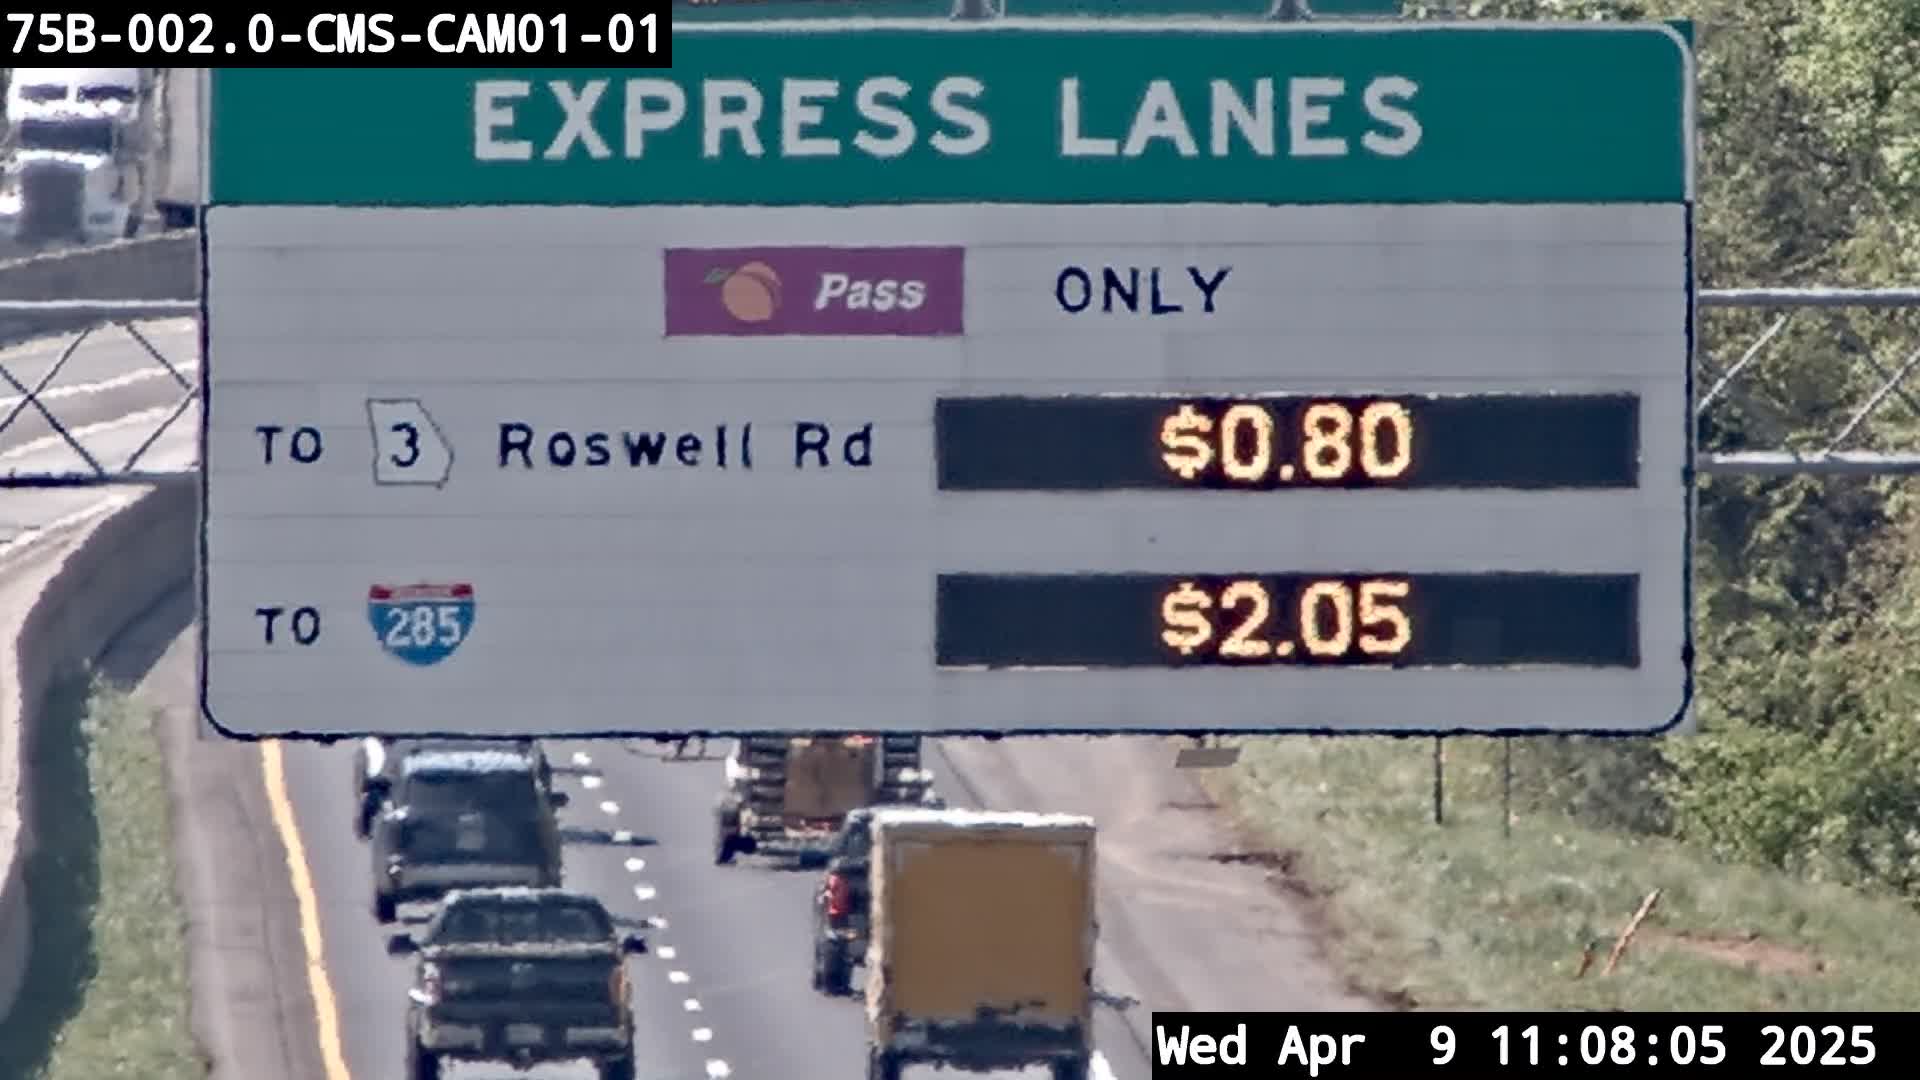 75B-002.0-CMS-CAM01-01
EXPRESS LANES
Pass ONLY
TO 3 Roswell Rd $0.80
TO 285 $2.05
Wed Apr 9 11:08:05 2025